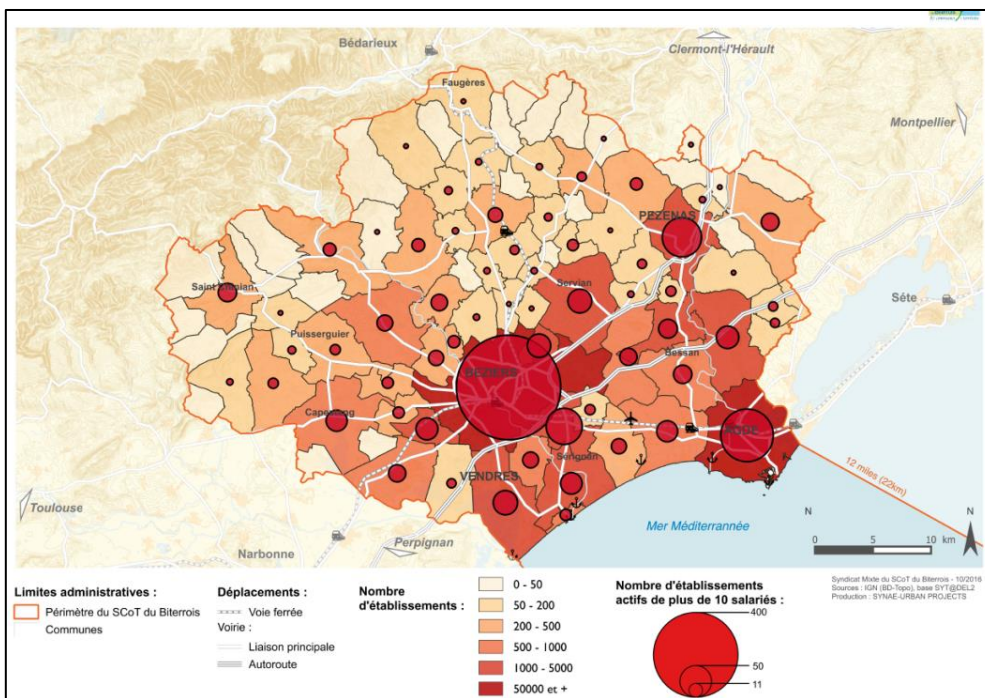 Bédarieux
Clermont-l'Hérault
Faugères
Montpellier
PEZENAS
Séte
Servian
Puisserguier
BEZIERS
Bessan
Capestang
AGDE
Sérignan
VENDRES
12 miles (22km)
Toulouse
Mer Méditerrannée
Narbonne
Perpignan
N
N
0 5 10 km
Limites administratives :
Périmètre du SCoT du Biterrois
Communes
Déplacements :
Voie ferrée
Voirie :
Liaison principale
Autoroute
Nombre
d'établissements :
0 - 50
50 - 200
200 - 500
500 - 1000
1000 - 5000
50000 et +
Nombre d'établissements
actifs de plus de 10 salariés :
400
50
11
Syndicat Mixte du SCoT du Biterrois - 10/2016
Sources : IGN (BD-Topo), base SYT@DEL2
Production : SYNAE-URBAN PROJECTS